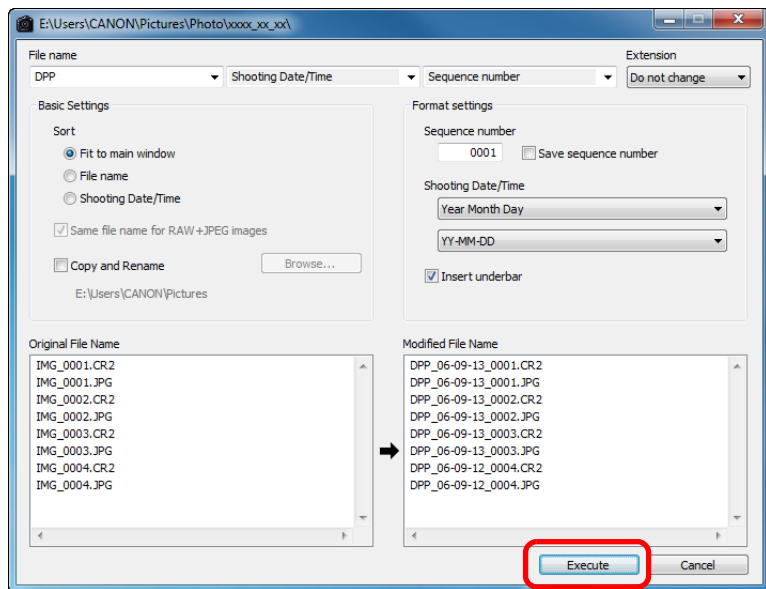 E:\Users\CANON\Pictures\Photo\xxxx_xx_xx\
File name
Extension
DPP
Shooting Date/Time
Sequence number
Do not change
Basic Settings
Sort
Fit to main window
File name
Shooting Date/Time
Same file name for RAW+JPEG images
Copy and Rename
Browse...
E:\Users\CANON\Pictures
Format settings
Sequence number
0001
Save sequence number
Shooting Date/Time
Year Month Day
YY-MM-DD
Insert underbar
Original File Name
IMG_0001.CR2
IMG_0001.JPG
IMG_0002.CR2
IMG_0002.JPG
IMG_0003.CR2
IMG_0003.JPG
IMG_0004.CR2
IMG_0004.JPG
Modified File Name
DPP_06-09-13_0001.CR2
DPP_06-09-13_0001.JPG
DPP_06-09-13_0002.CR2
DPP_06-09-13_0002.JPG
DPP_06-09-13_0003.CR2
DPP_06-09-13_0003.JPG
DPP_06-09-12_0004.CR2
DPP_06-09-12_0004.JPG
Execute
Cancel